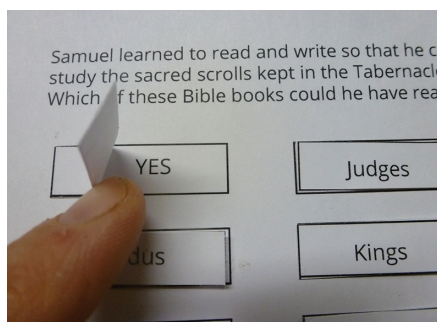 Samuel learned to read and write so that he c
study the sacred scrolls kept in the Tabernacl
Which f these Bible books could he have rea
YES
Judges
dus
Kings